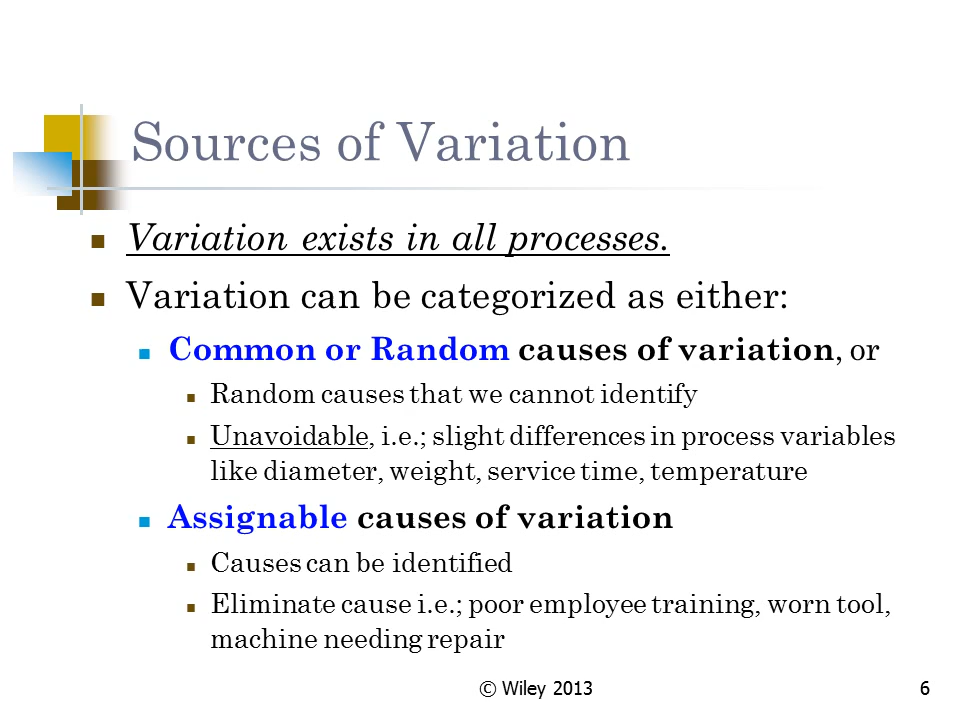 Sources of Variation
Variation exists in all processes.
Variation can be categorized as either:
Common or Random causes of variation, or
Random causes that we cannot identify
Unavoidable, i.e.; slight differences in process variables
like diameter, weight, service time, temperature
Assignable causes of variation
Causes can be identified
Eliminate cause i.e.; poor employee training, worn tool,
machine needing repair
© Wiley 2013
6